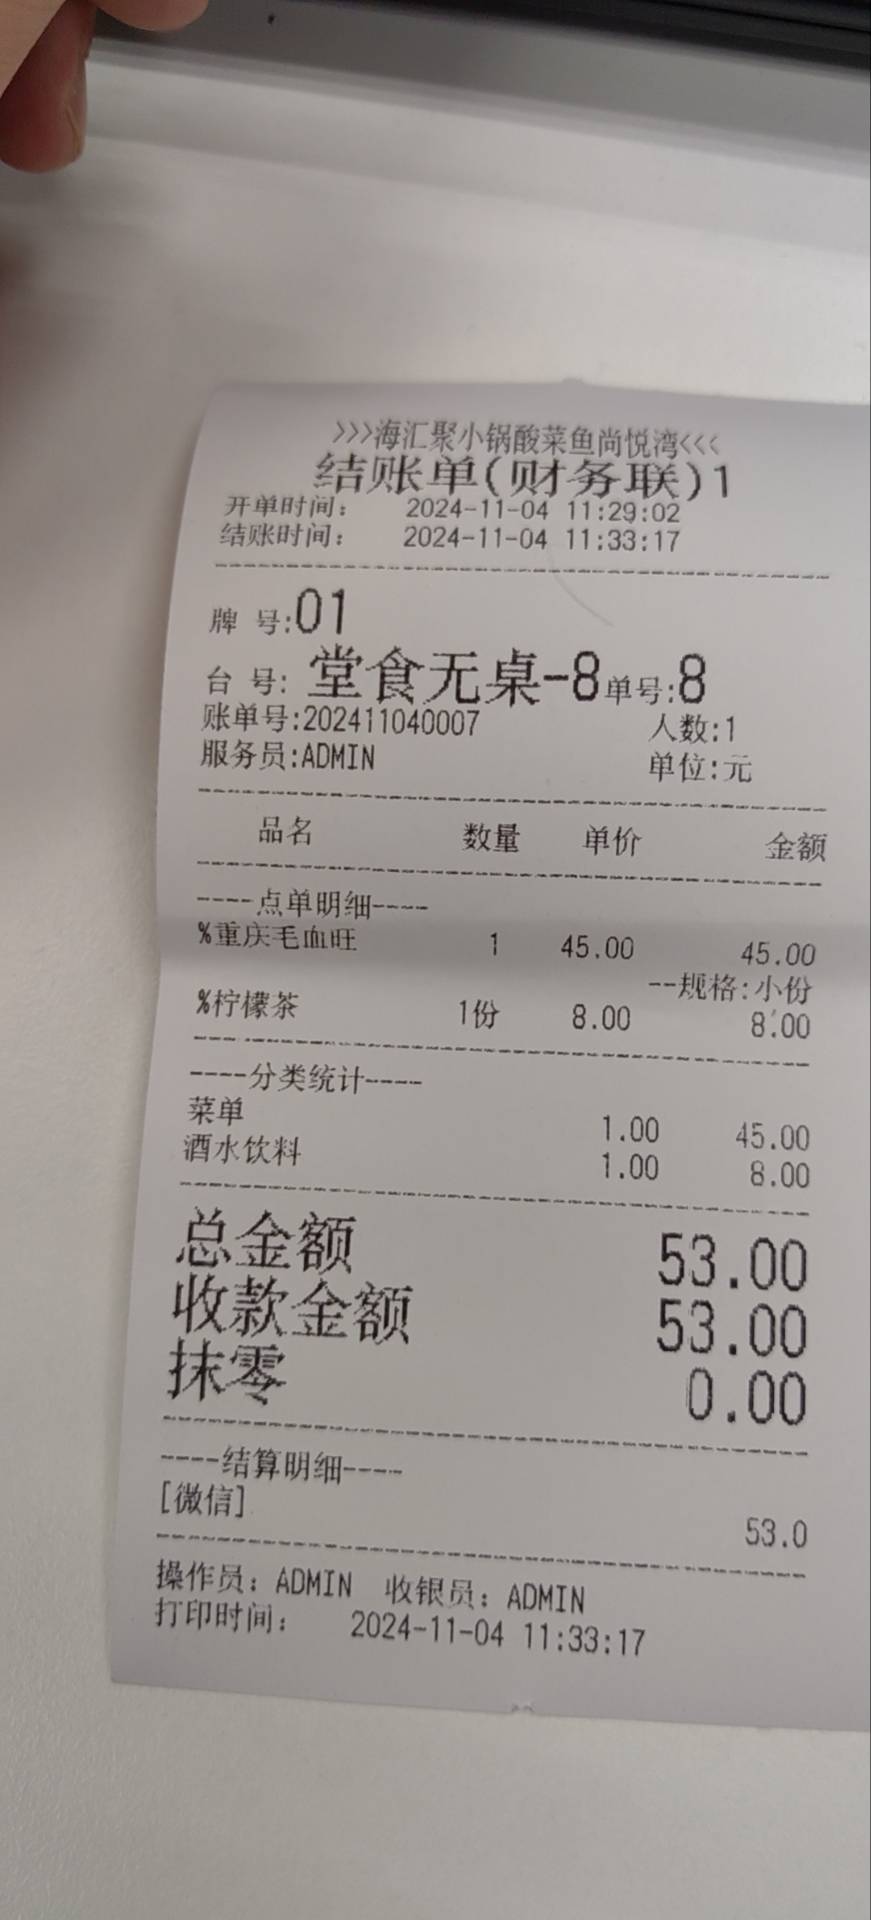 >>>海汇聚小锅酸菜鱼尚悦湾<<<
结账单(财务联)1
开单时间： 2024-11-04 11:29:02
结账时间： 2024-11-04 11:33:17
牌 号:01
台 号: 堂食无桌-8单号:8
账单号:202411040007 人数:1
服务员:ADMIN 单位:元
品名 数量 单价 金额
----点单明细----
%重庆毛血旺 1 45.00 45.00
--规格:小份
%柠檬茶 1份 8.00 8.00
----分类统计----
菜单 1.00 45.00
酒水饮料 1.00 8.00
总金额 53.00
收款金额 53.00
抹零 0.00
----结算明细----
[微信] 53.0
操作员：ADMIN 收银员：ADMIN
打印时间： 2024-11-04 11:33:17